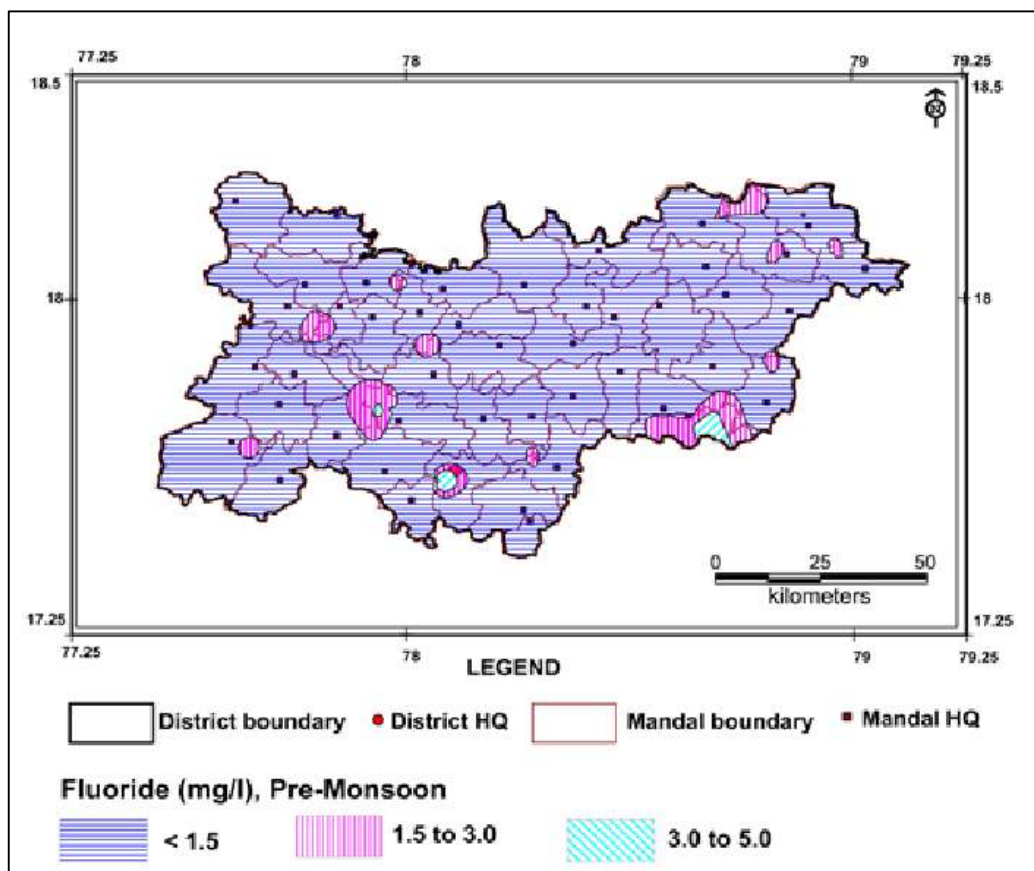 77.25 78 79 79.25
18.5 18.5
18 18
0 25 50
kilometers
17.25 17.25
77.25 78 79 79.25
LEGEND
District boundary District HQ Mandal boundary Mandal HQ
Fluoride (mg/l), Pre-Monsoon
< 1.5 1.5 to 3.0 3.0 to 5.0